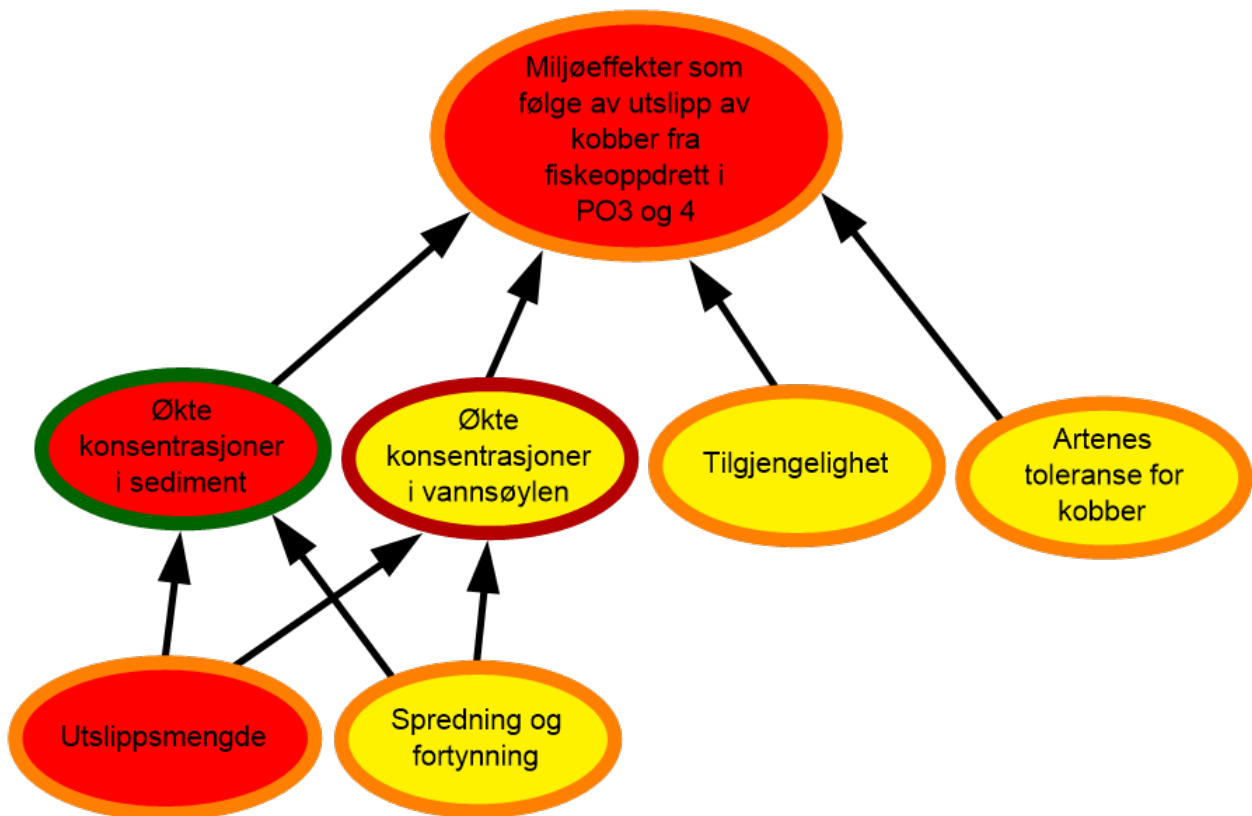 Miljøeffekter som
følge av utslipp av
kobber fra
fiskeoppdrett i
PO3 og 4
Økte
konsentrasjoner
i sediment
Økte
konsentrasjoner
i vannsøylen
Tilgjengelighet
Artenes
toleranse for
kobber
Utslippsmengde
Spredning og
fortynning